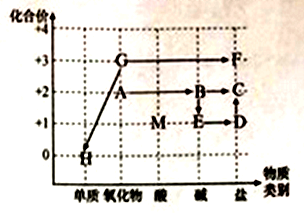 化合价
+4
+3 G F
+2 A B C
+1 M E D
0 H
单质 氧化物 酸 碱 盐 物质
类别